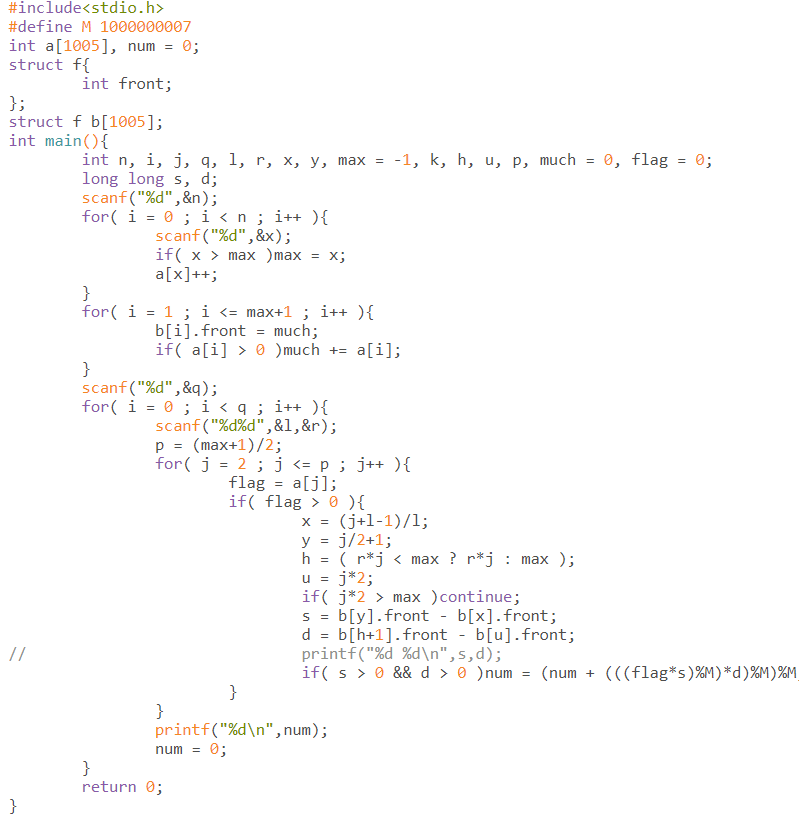 #include<stdio.h>
#define M 1000000007
int a[1005], num = 0;
struct f{
        int front;
};
struct f b[1005];
int main(){
        int n, i, j, q, l, r, x, y, max = -1, k, h, u, p, much = 0, flag = 0;
        long long s, d;
        scanf("%d",&n);
        for( i = 0 ; i < n ; i++ ){
                scanf("%d",&x);
                if( x > max )max = x;
                a[x]++;
        }
        for( i = 1 ; i <= max+1 ; i++ ){
                b[i].front = much;
                if( a[i] > 0 )much += a[i];
        }
        scanf("%d",&q);
        for( i = 0 ; i < q ; i++ ){
                scanf("%d%d",&l,&r);
                p = (max+1)/2;
                for( j = 2 ; j <= p ; j++ ){
                        flag = a[j];
                        if( flag > 0 ){
                                x = (j+l-1)/l;
                                y = j/2+1;
                                h = ( r*j < max ? r*j : max );
                                u = j*2;
                                if( j*2 > max )continue;
                                s = b[y].front - b[x].front;
                                d = b[h+1].front - b[u].front;
//                              printf("%d %d\n",s,d);
                                if( s > 0 && d > 0 )num = (num + (((flag*s)%M)*d)%M)%M
                        }
                }
                printf("%d\n",num);
                num = 0;
        }
        return 0;
}